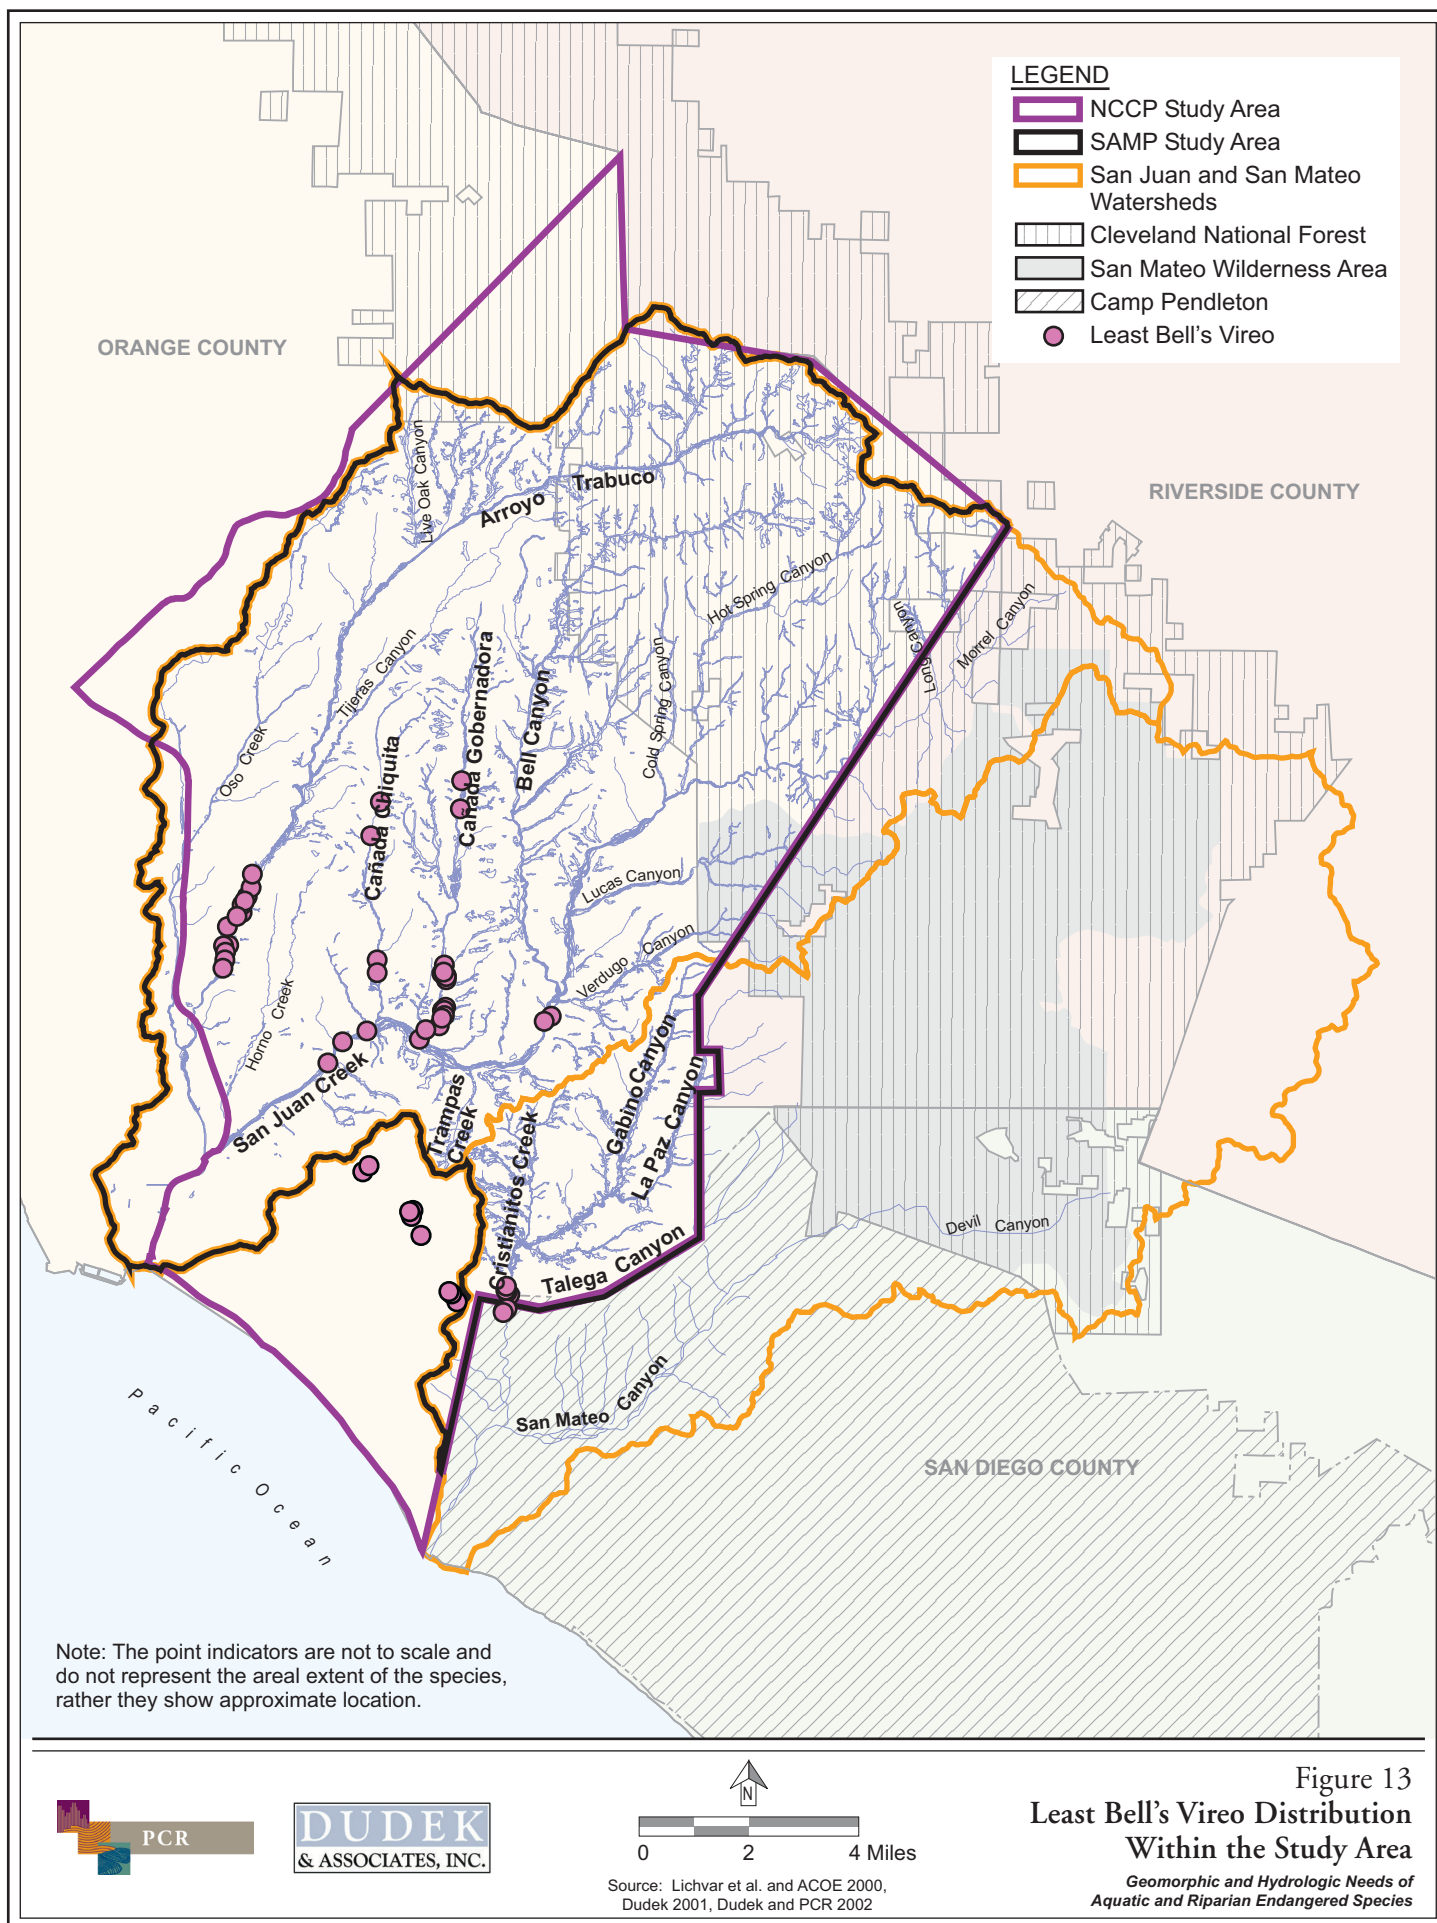 LEGEND
NCCP Study Area
SAMP Study Area
San Juan and San Mateo
Watersheds
Cleveland National Forest
San Mateo Wilderness Area
Camp Pendleton
Least Bell's Vireo
ORANGE COUNTY
RIVERSIDE COUNTY
Live Oak Canyon
Arroyo Trabuco
Hot Spring Canyon
Long Canyon
Morrel Canyon
Tijeras Canyon
Cañada Gobernadora
Bell Canyon
Cold Spring Canyon
Oso Creek
Cañada Chiquita
Lucas Canyon
Verdugo Canyon
Horno Creek
San Juan Creek
Trampas
Creek
Cristianitos Creek
Gabino Canyon
La Paz Canyon
Talega Canyon
Devil Canyon
San Mateo Canyon
SAN DIEGO COUNTY
Pacific Ocean
Note: The point indicators are not to scale and
do not represent the areal extent of the species,
rather they show approximate location.
PCR
DUDEK
& ASSOCIATES, INC.
N
0 2 4 Miles
Source: Lichvar et al. and ACOE 2000,
Dudek 2001, Dudek and PCR 2002
Figure 13
Least Bell's Vireo Distribution
Within the Study Area
Geomorphic and Hydrologic Needs of
Aquatic and Riparian Endangered Species